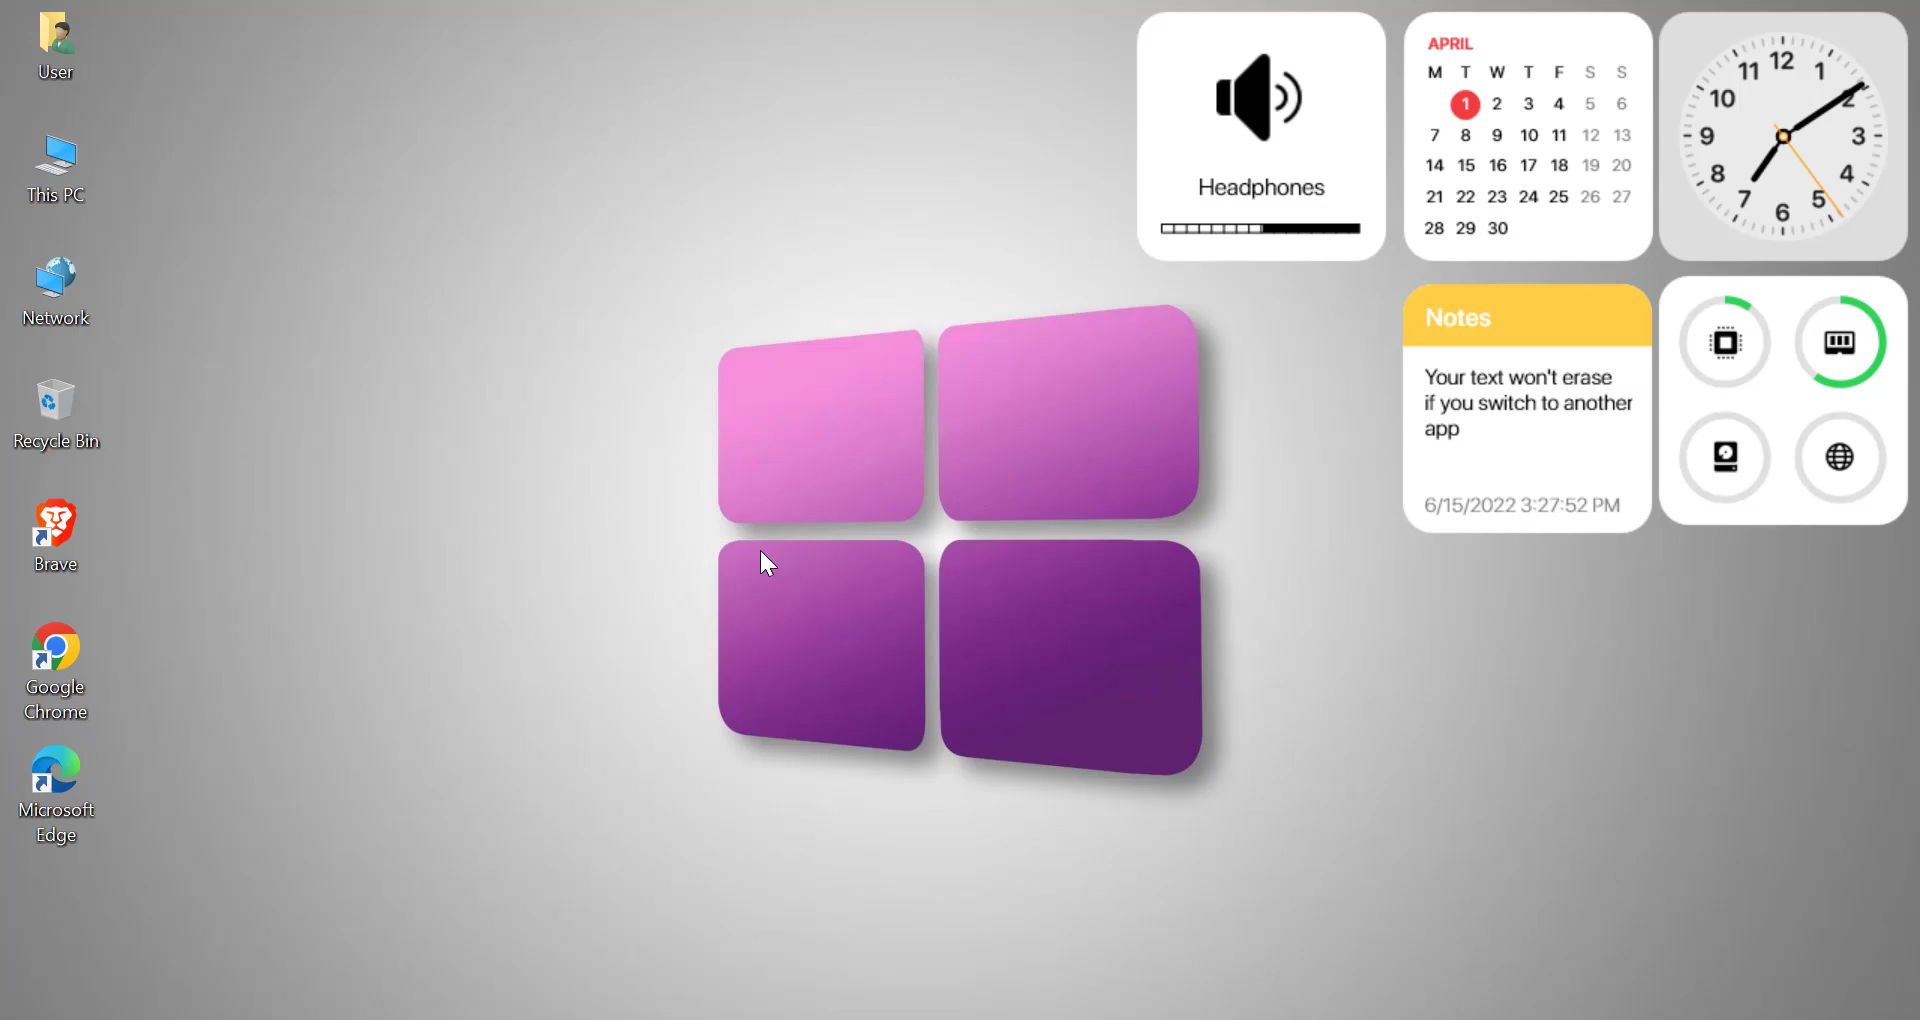 User
This PC
Network
Recycle Bin
Brave
Google
Chrome
Microsoft
Edge
Headphones
APRIL
M T W T F S S
1 2 3 4 5 6
7 8 9 10 11 12 13
14 15 16 17 18 19 20
21 22 23 24 25 26 27
28 29 30
12
11 1
10 2
9 3
8 4
7 5
6
Notes
Your text won't erase
if you switch to another
app
6/15/2022 3:27:52 PM